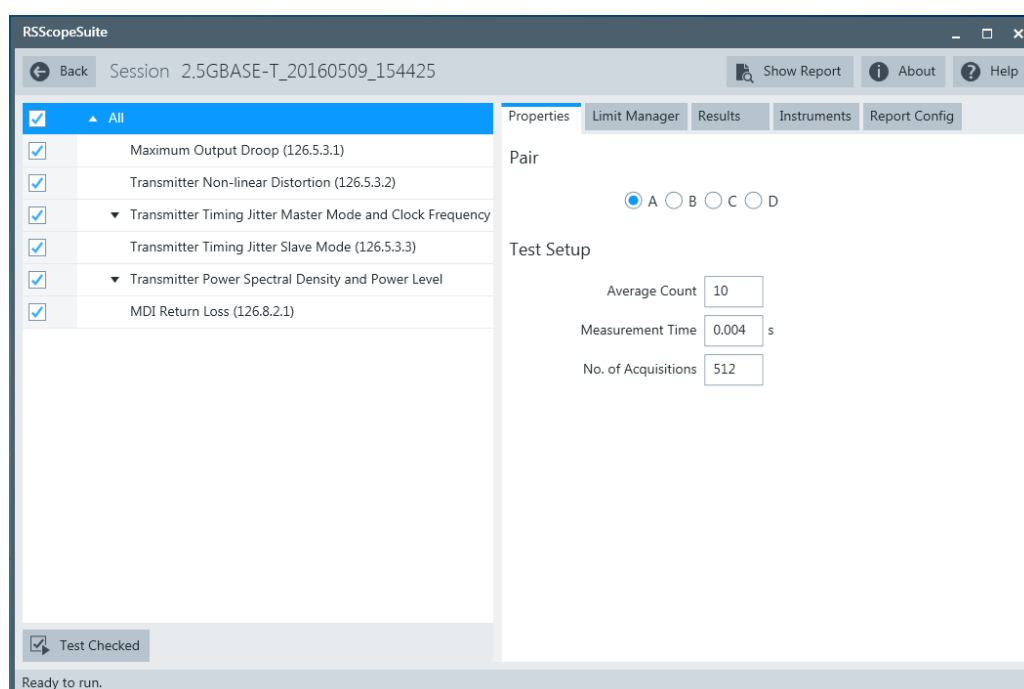 RSScopeSuite
Back
Session 2.5GBASE-T_20160509_154425
Show Report
About
Help
All
Maximum Output Droop (126.5.3.1)
Transmitter Non-linear Distortion (126.5.3.2)
Transmitter Timing Jitter Master Mode and Clock Frequency
Transmitter Timing Jitter Slave Mode (126.5.3.3)
Transmitter Power Spectral Density and Power Level
MDI Return Loss (126.8.2.1)
Test Checked
Properties
Limit Manager
Results
Instruments
Report Config
Pair
A B C D
Test Setup
Average Count 10
Measurement Time 0.004 s
No. of Acquisitions 512
Ready to run.